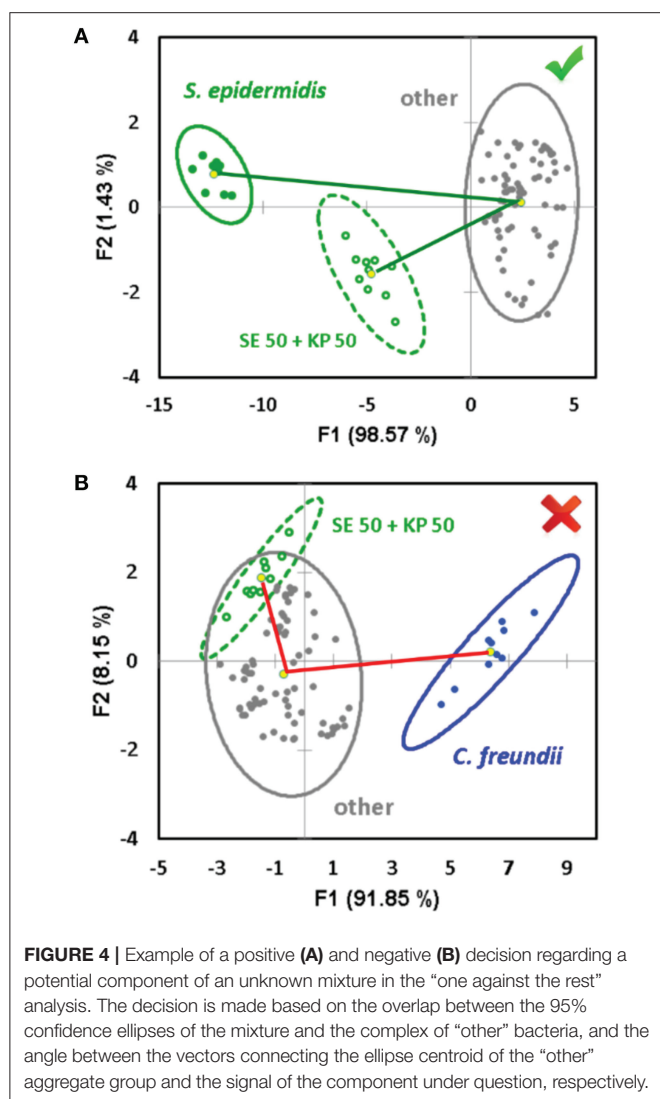 A
4
2
0
-2
-4
F2 (1.43 %)
S. epidermidis
other
SE 50 + KP 50
-15 -10 -5 0 5
F1 (98.57 %)
B
4
2
0
-2
-4
F2 (8.15 %)
SE 50 + KP 50
other
C. freundii
-5 -3 -1 1 3 5 7 9
F1 (91.85 %)
FIGURE 4 | Example of a positive (A) and negative (B) decision regarding a
potential component of an unknown mixture in the “one against the rest”
analysis. The decision is made based on the overlap between the 95%
confidence ellipses of the mixture and the complex of “other” bacteria, and the
angle between the vectors connecting the ellipse centroid of the “other”
aggregate group and the signal of the component under question, respectively.